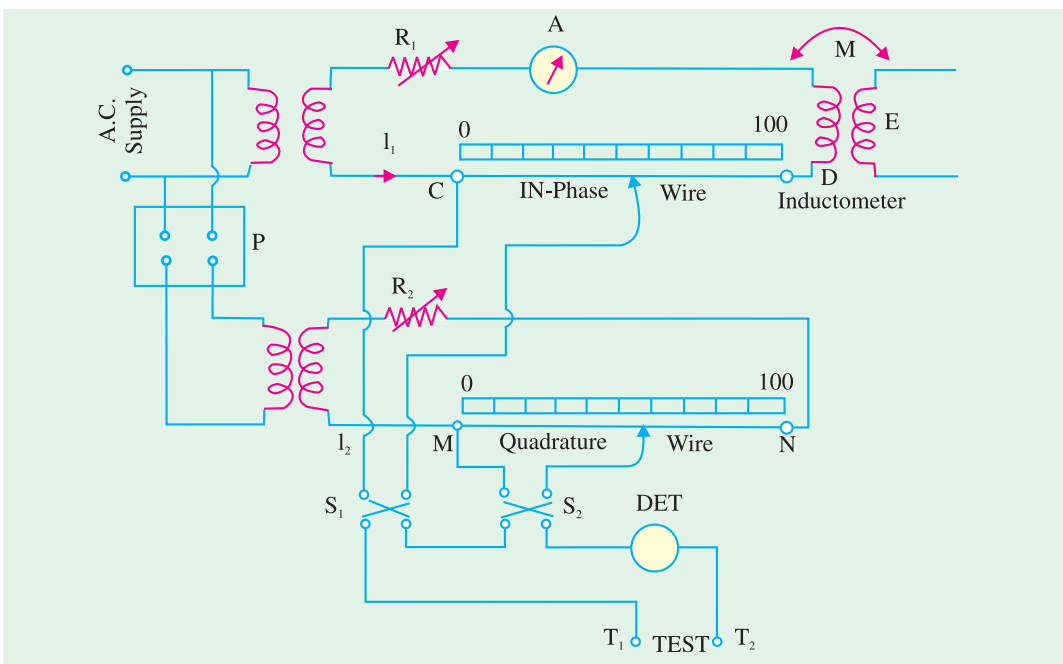 A
R₁
M
A.C.
Supply
E
0
100
l₁
C
IN-Phase
Wire
D
Inductometer
P
R₂
0
100
l₂
M
Quadrature
Wire
N
S₁
S₂
DET
T₁ TEST T₂